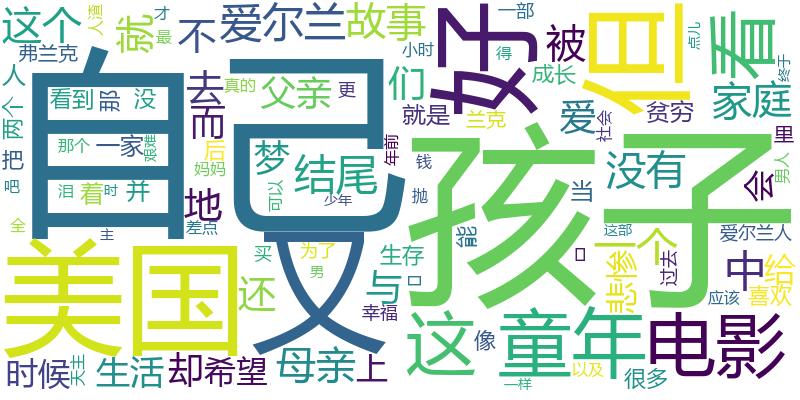 这个
就
不
爱尔兰
故事
一部
才
最
人渣
好
但
看
点儿
弗兰克
人
两个
看到
那
没
自己
去
父亲
更
们
小时
被
得
成长
终于
真的
而
就是
兰克
爱
社会
贫穷
家庭
里
那个
一家
艰难
后
妈妈
梦
结尾
年前
钱
孩子
没有
会
男人
把
邑
泪
着
时
并
地
可以
少年
抛
当
全
主
差点
又
买
为了
男
生存
能
口
个
悲惨
过去
这部
爱尔兰人
中
给
美国
还
与
口
幸福
应该
喜欢
时候
天主
生活
却
希望
母亲
上
这
像
童年
一样
以及
很多
电影